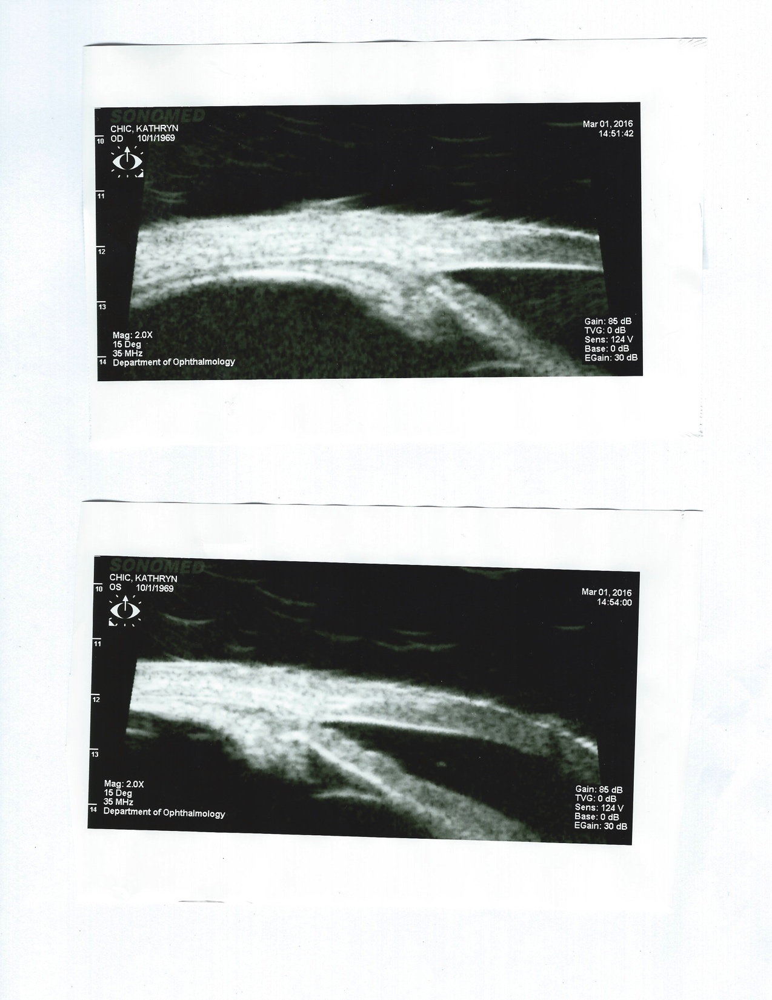 SONOMED
CHIC, KATHRYN
OD 10/1/1969
Mar 01, 2016
14:51:42
10
11
12
13
14
Mag: 2.0X
15 Deg
35 MHz
Department of Ophthalmology
Gain: 85 dB
TVG: 0 dB
Sens: 124 V
Base: 0 dB
EGain: 30 dB
SONOMED
CHIC, KATHRYN
OS 10/1/1969
Mar 01, 2016
14:54:00
10
11
12
13
14
Mag: 2.0X
15 Deg
35 MHz
Department of Ophthalmology
Gain: 85 dB
TVG: 0 dB
Sens: 124 V
Base: 0 dB
EGain: 30 dB